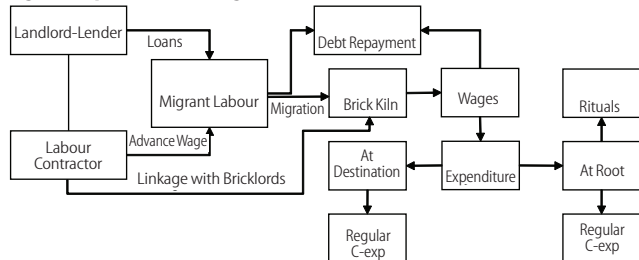 Landlord-Lender
Loans
Debt Repayment
Migrant Labour
Migration
Brick Kiln
Wages
Rituals
Labour
Contractor
Advance Wage
Linkage with Bricklords
At
Destination
Expenditure
At Root
Regular
C-exp
Regular
C-exp